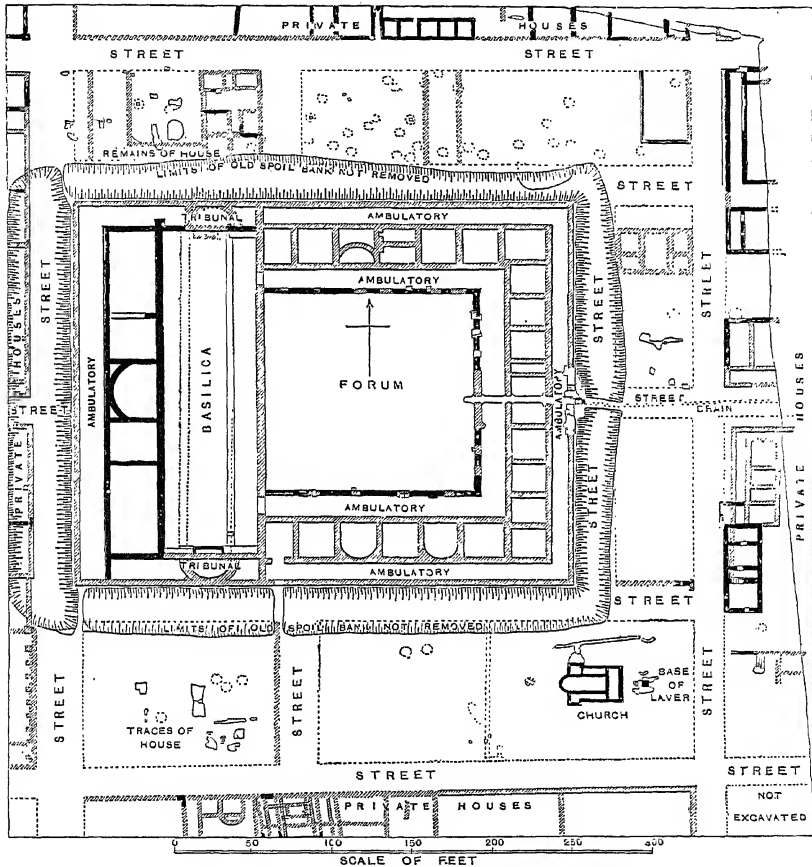 PRIVATE HOUSES
STREET STREET
REMAINS OF HOUSE
LIMITS OF OLD SPOIL BANK NOT REMOVED
STREET
TRIBUNAL
AMBULATORY
AMBULATORY
STREET
HOUSES
STREET
STREET
FORUM
BASILICA
AMBULATORY
AMBULATORY
STREET
STREET
DRAIN
PRIVATE HOUSES
PRIVATE
STREET
AMBULATORY
TRIBUNAL
AMBULATORY
STREET
LIMITS OF OLD SPOIL BANK NOT REMOVED
STREET
STREET
STREET
BASE
OF
LAVER
CHURCH
TRACES OF
HOUSE
STREET
STREET
PRIVATE HOUSES
NOT
EXCAVATED
0 50 100 150 200 250 300
SCALE OF FEET